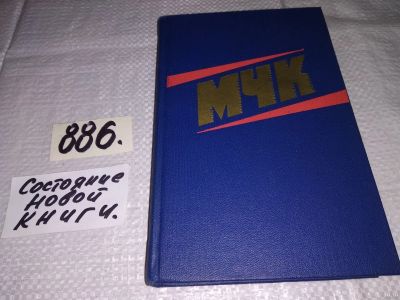 МЧК
886.
Состояние
новой
книги.